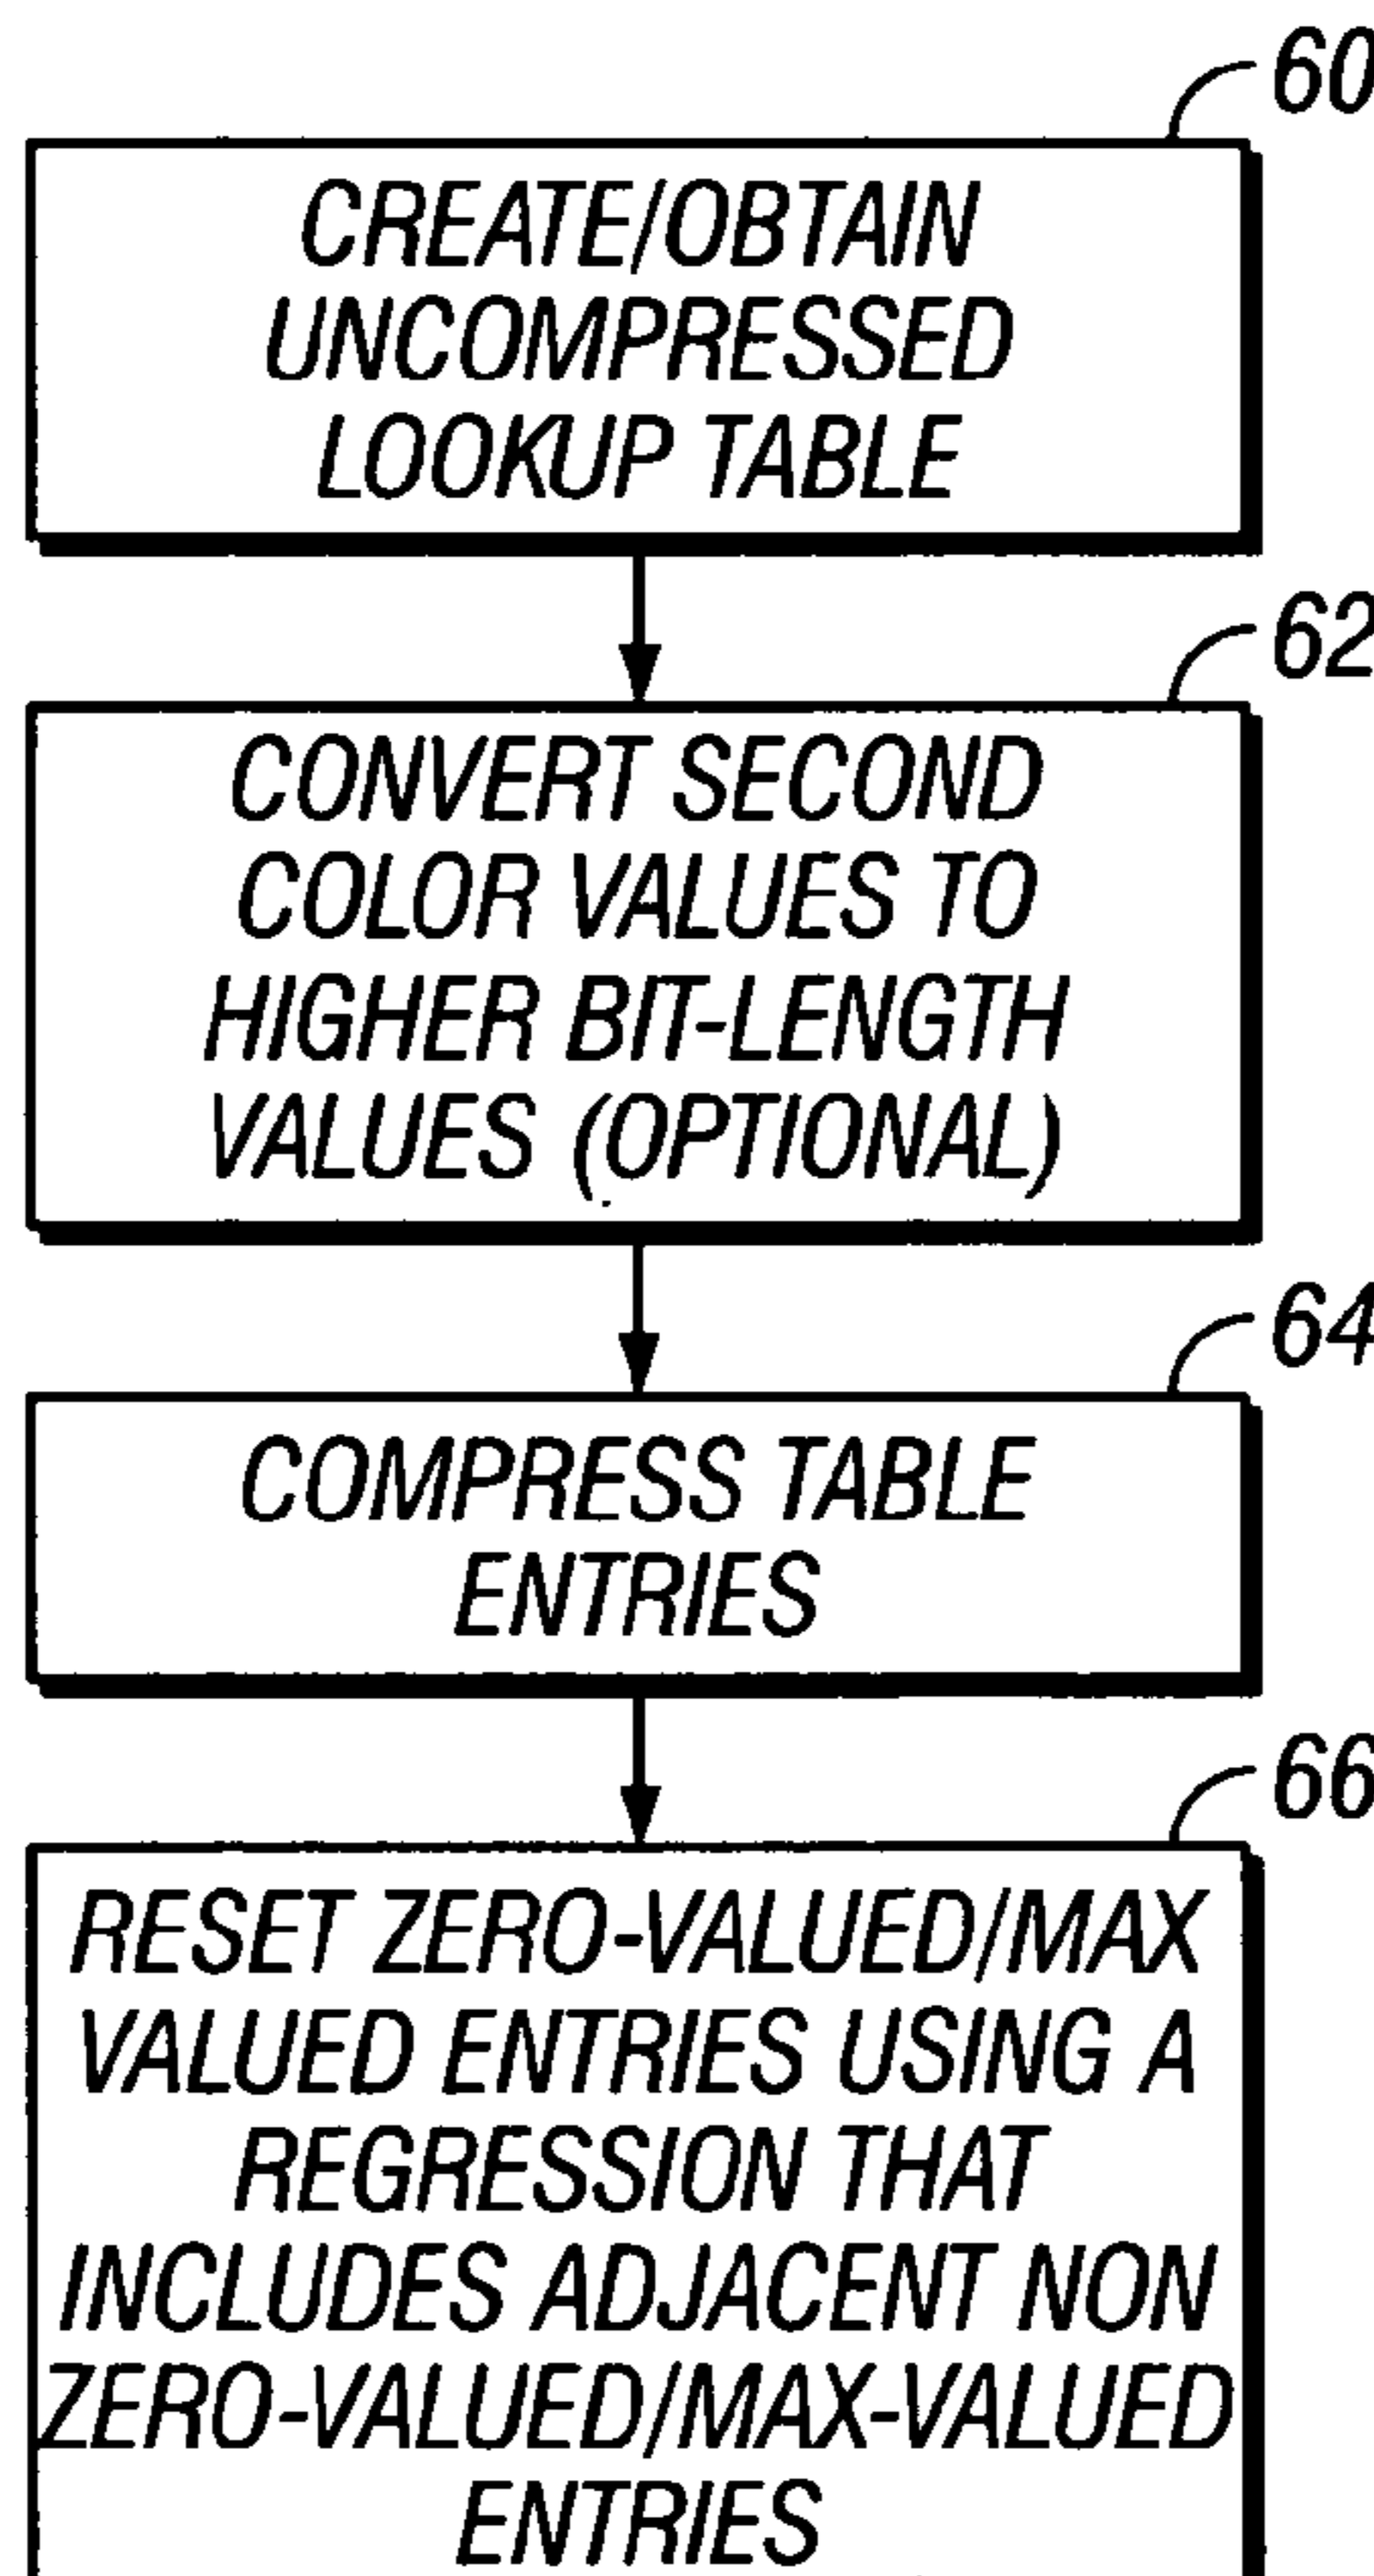 60
CREATE/OBTAIN
UNCOMPRESSED
LOOKUP TABLE
62
CONVERT SECOND
COLOR VALUES TO
HIGHER BIT-LENGTH
VALUES (OPTIONAL)
64
COMPRESS TABLE
ENTRIES
66
RESET ZERO-VALUED/MAX
VALUED ENTRIES USING A
REGRESSION THAT
INCLUDES ADJACENT NON
ZERO-VALUED/MAX-VALUED
ENTRIES